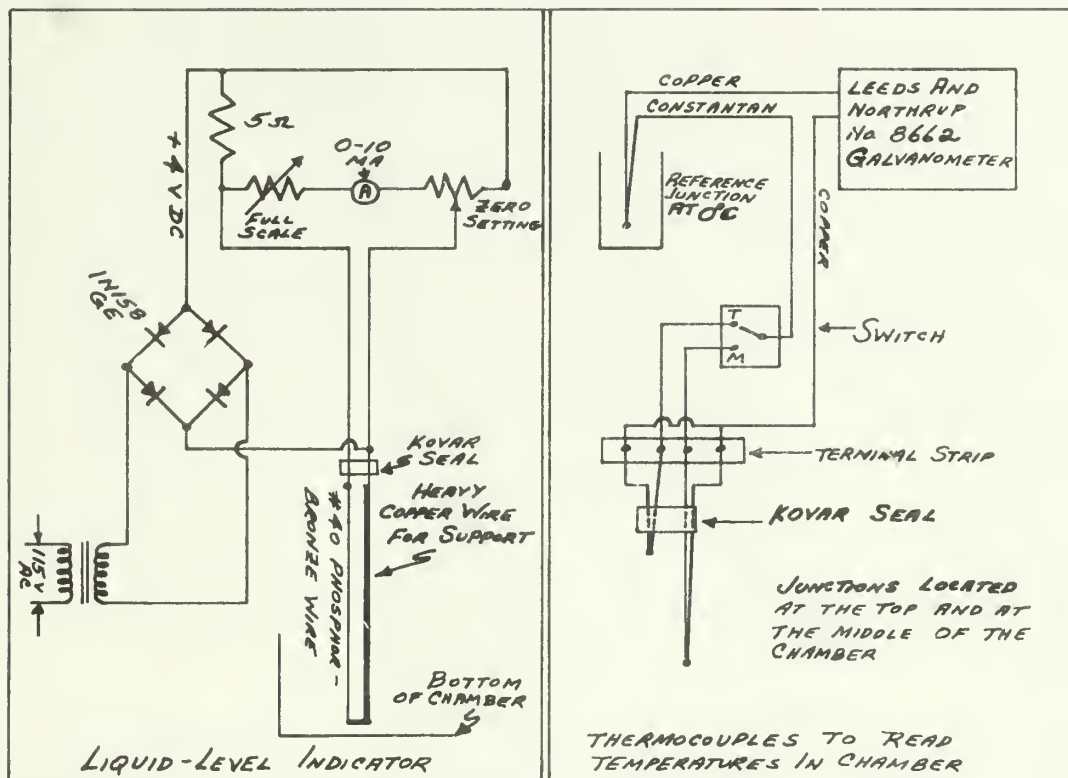 5Ω
0-10
MA
A
FULL
SCALE
ZERO
SETTING
+4 V DC
1N158
GE
115V
AC
KOVAR
SEAL
HEAVY
COPPER WIRE
FOR SUPPORT
#40 PHOSPHOR-
BRONZE WIRE
BOTTOM
OF CHAMBER
LIQUID-LEVEL INDICATOR
COPPER
CONSTANTAN
LEEDS AND
NORTHRUP
No 8662
GALVANOMETER
REFERENCE
JUNCTION
AT 0°C
COPPER
T
M
SWITCH
TERMINAL STRIP
KOVAR SEAL
JUNCTIONS LOCATED
AT THE TOP AND AT
THE MIDDLE OF THE
CHAMBER
THERMOCOUPLES TO READ
TEMPERATURES IN CHAMBER